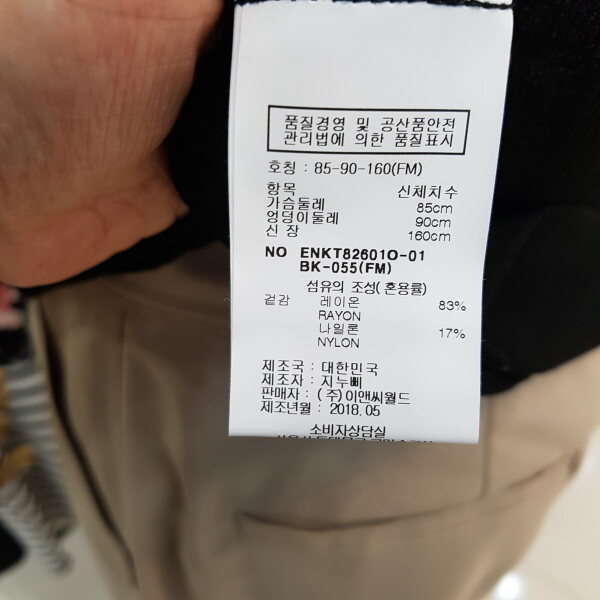 품질경영 및 공산품안전
관리법에 의한 품질표시
호칭 : 85-90-160(FM)
항목 신체치수
가슴둘레 85cm
엉덩이둘레 90cm
신 장 160cm
NO ENKT82601O-01
BK-055(FM)
섬유의 조성( 혼용률)
겉감 레이온 83%
RAYON
나일론 17%
NYLON
제조국 : 대한민국
제조자 : 지누삐
판매자 : (주)이앤씨월드
제조년월 : 2018.05
소비자상담실